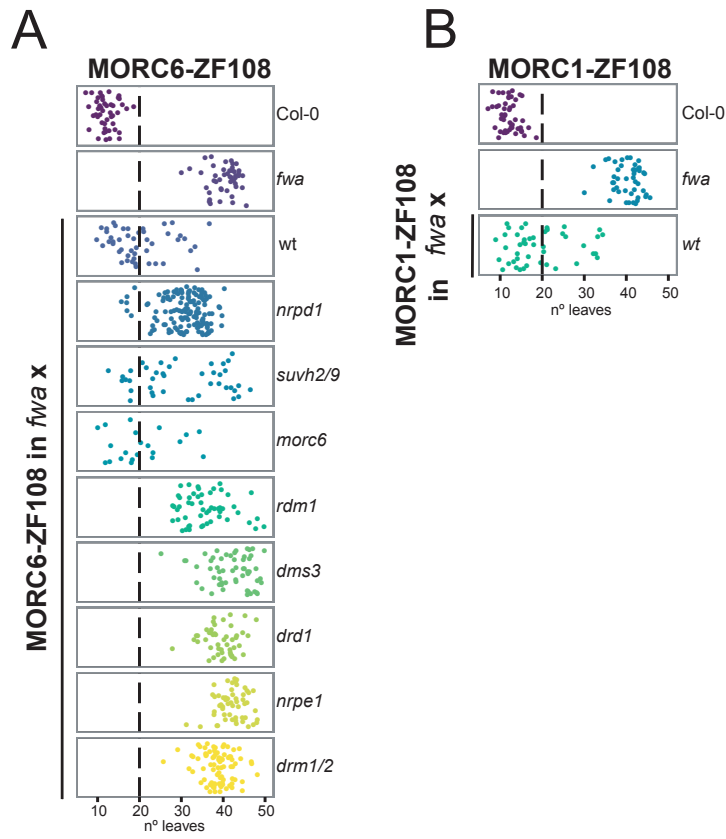 A
MORC6-ZF108
Col-0
fwa
wt
nrpd1
suvh2/9
morc6
rdm1
dms3
drd1
nrpe1
drm1/2
MORC6-ZF108 in fwa x
10 20 30 40 50
nº leaves
B
MORC1-ZF108
Col-0
fwa
wt
MORC1-ZF108
in fwa x
10 20 30 40 50
nº leaves